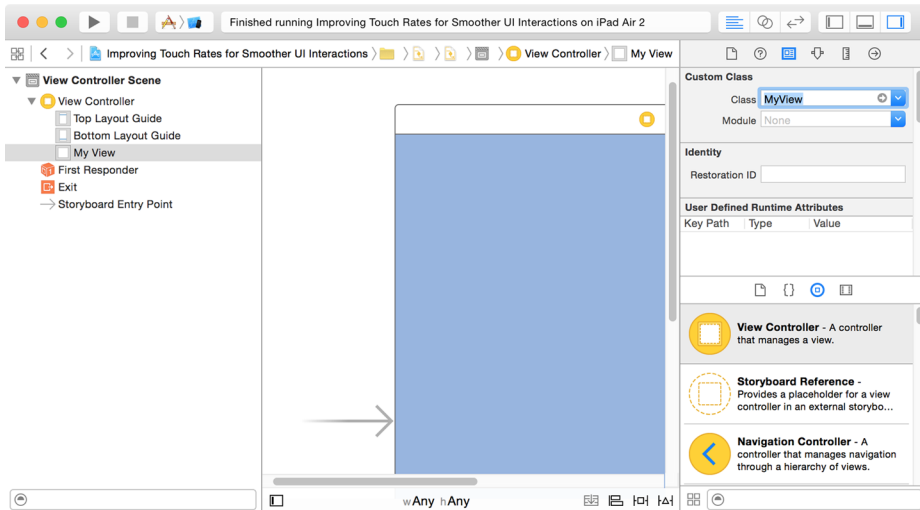 Finished running Improving Touch Rates for Smoother UI Interactions on iPad Air 2
Improving Touch Rates for Smoother UI Interactions
View Controller
My View
View Controller Scene
View Controller
Top Layout Guide
Bottom Layout Guide
My View
First Responder
Exit
Storyboard Entry Point
wAny hAny
Custom Class
Class MyView
Module None
Identity
Restoration ID
User Defined Runtime Attributes
Key Path Type Value
View Controller - A controller
that manages a view.
Storyboard Reference -
Provides a placeholder for a view
controller in an external storybo...
Navigation Controller - A
controller that manages navigation
through a hierarchy of views.